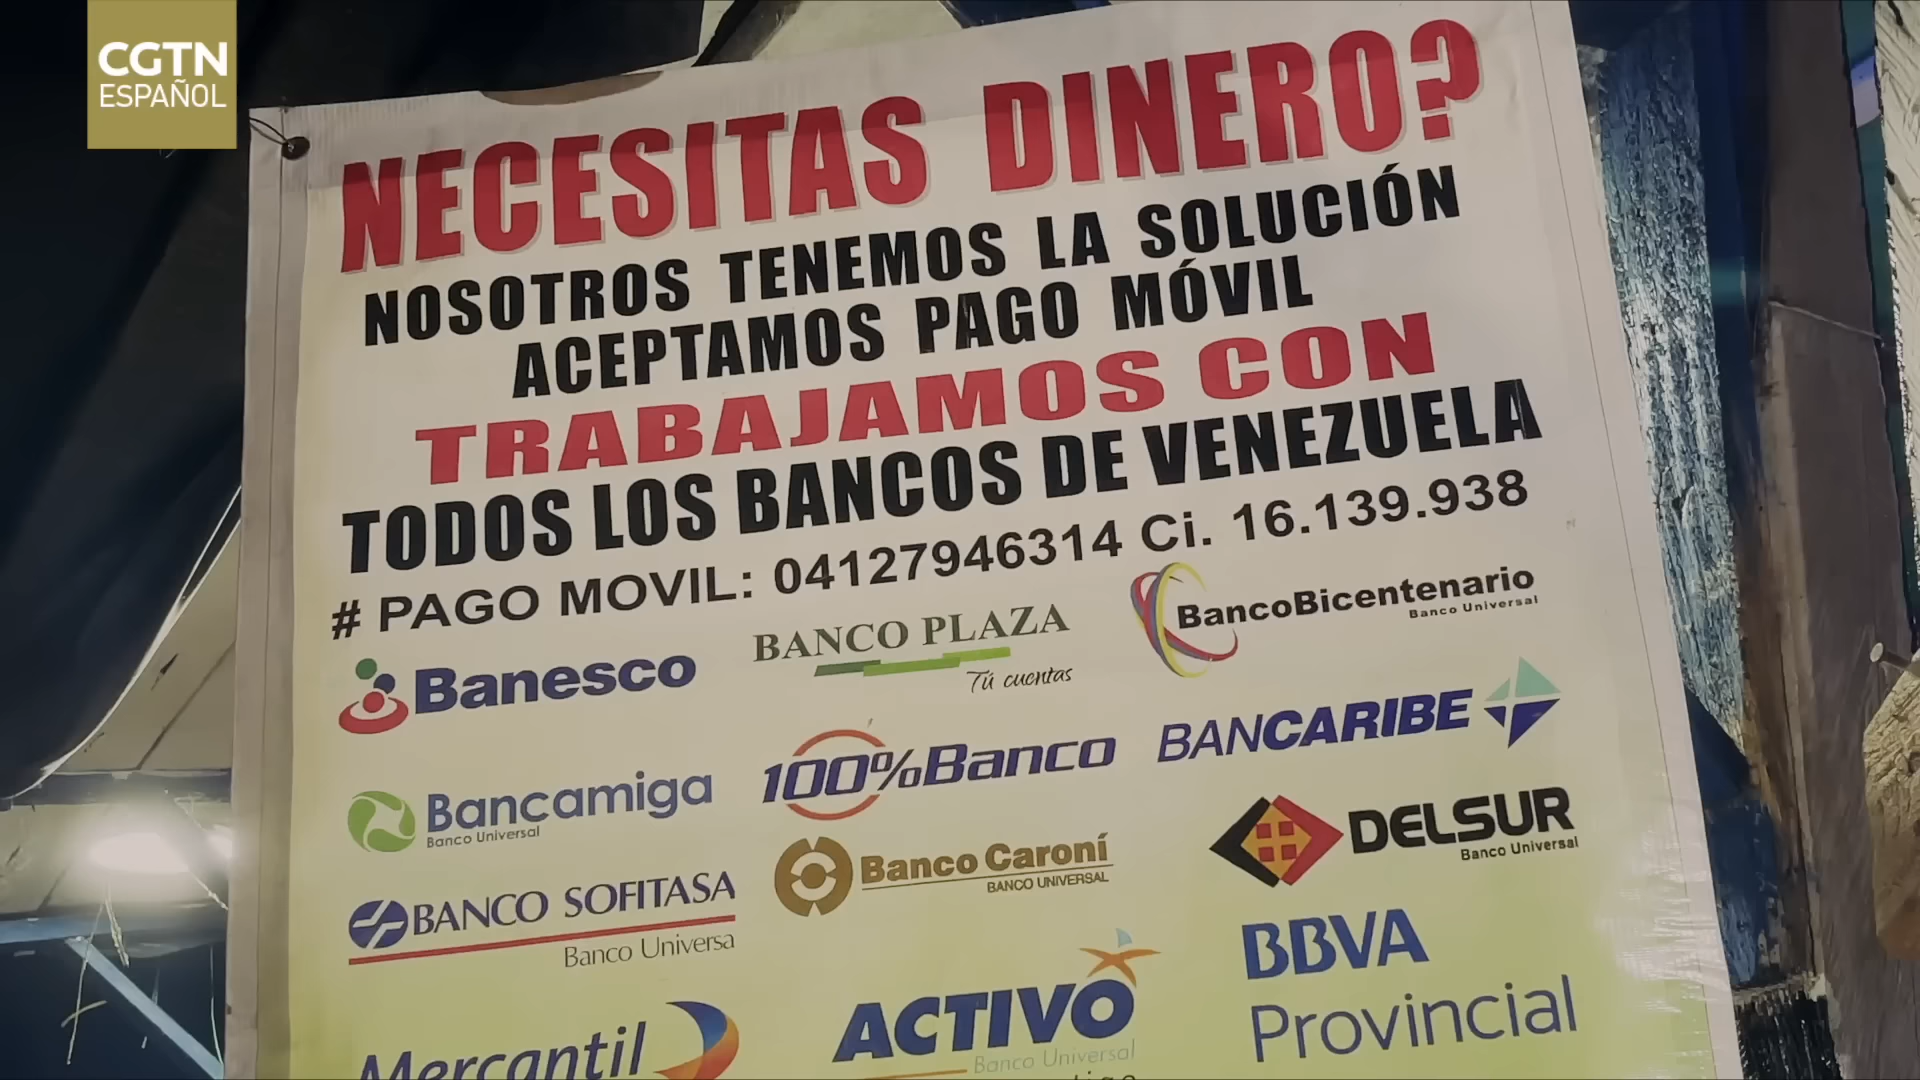 CGTN
ESPAÑOL
NECESITAS DINERO?
NOSOTROS TENEMOS LA SOLUCIÓN
ACEPTAMOS PAGO MÓVIL
TRABAJAMOS CON
TODOS LOS BANCOS DE VENEZUELA
# PAGO MOVIL: 04127946314 Ci. 16.139.938
Banesco
BANCO PLAZA
Tú cuentas
BancoBicentenario
Banco Universal
Bancamiga
Banco Universal
100%Banco
BANCARIBE
BANCO SOFITASA
Banco Universa
Banco Caroní
BANCO UNIVERSAL
DELSUR
Banco Universal
Mercantil
ACTIVO
Banco Universal
BBVA
Provincial